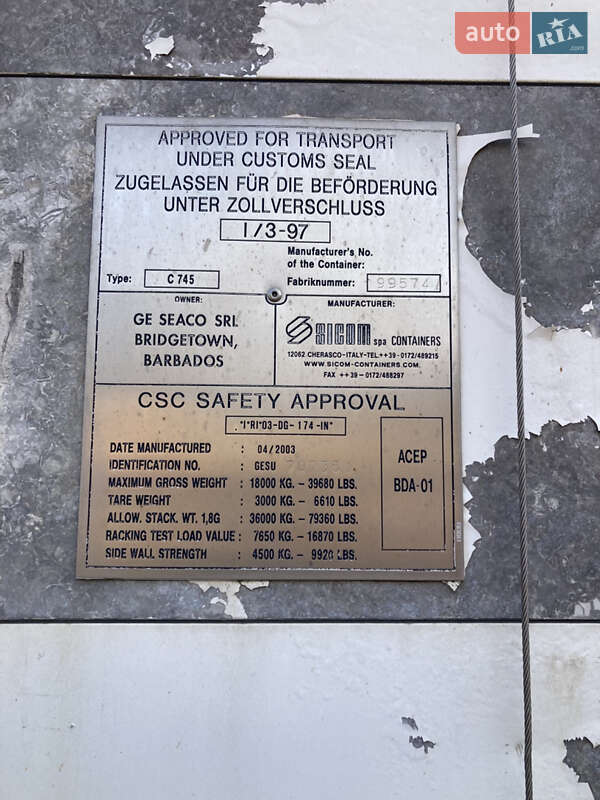 auto RIA.com
APPROVED FOR TRANSPORT
UNDER CUSTOMS SEAL
ZUGELASSEN FÜR DIE BEFÖRDERUNG
UNTER ZOLLVERSCHLUSS
I/3-97
Manufacturer's No.
of the Container:
Type: C 745 Fabriknummer: 99574
OWNER:
GE SEACO SRL
BRIDGETOWN,
BARBADOS
MANUFACTURER:
SICOM spa CONTAINERS
12062 CHERASCO-ITALY-TEL.++39-0172/489215
WWW.SICOM-CONTAINERS.COM.
FAX ++39-0172/488297
CSC SAFETY APPROVAL
*I*RI*03-DG-174-IN*
DATE MANUFACTURED : 04/2003
IDENTIFICATION NO. : GESU
MAXIMUM GROSS WEIGHT : 18000 KG. - 39680 LBS.
TARE WEIGHT : 3000 KG. - 6610 LBS.
ALLOW. STACK. WT. 1,8G : 36000 KG. - 79360 LBS.
RACKING TEST LOAD VALUE : 7650 KG. - 16870 LBS.
SIDE WALL STRENGTH : 4500 KG. - 9920 LBS.
ACEP
BDA-01